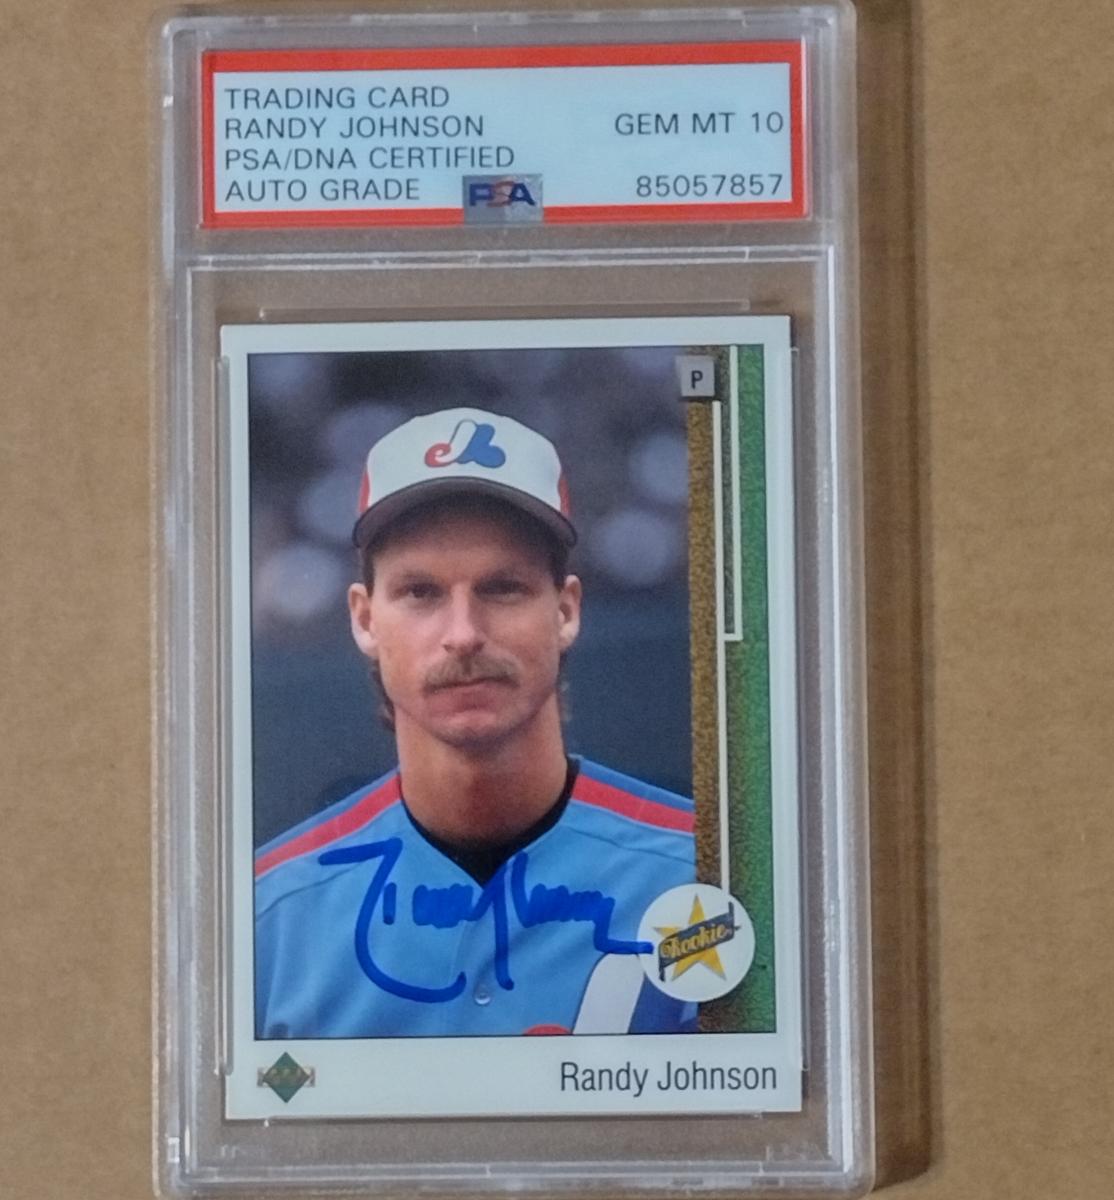 TRADING CARD
RANDY JOHNSON GEM MT 10
PSA/DNA CERTIFIED
AUTO GRADE PSA 85057857
P
Rookie
Randy Johnson